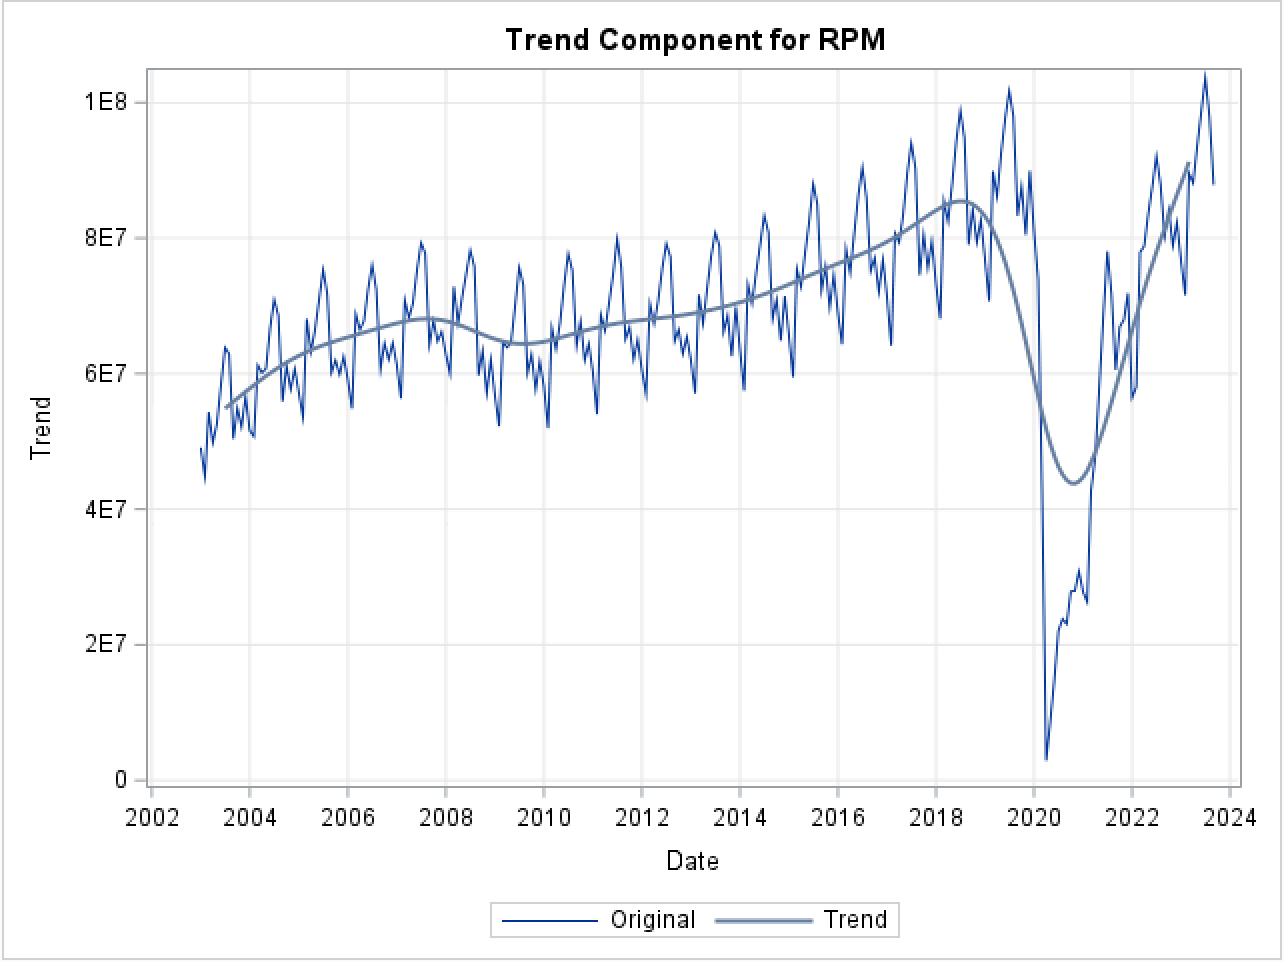 Trend Component for RPM
1E8
8E7
6E7
4E7
2E7
0
Trend
2002 2004 2006 2008 2010 2012 2014 2016 2018 2020 2022 2024
Date
Original Trend